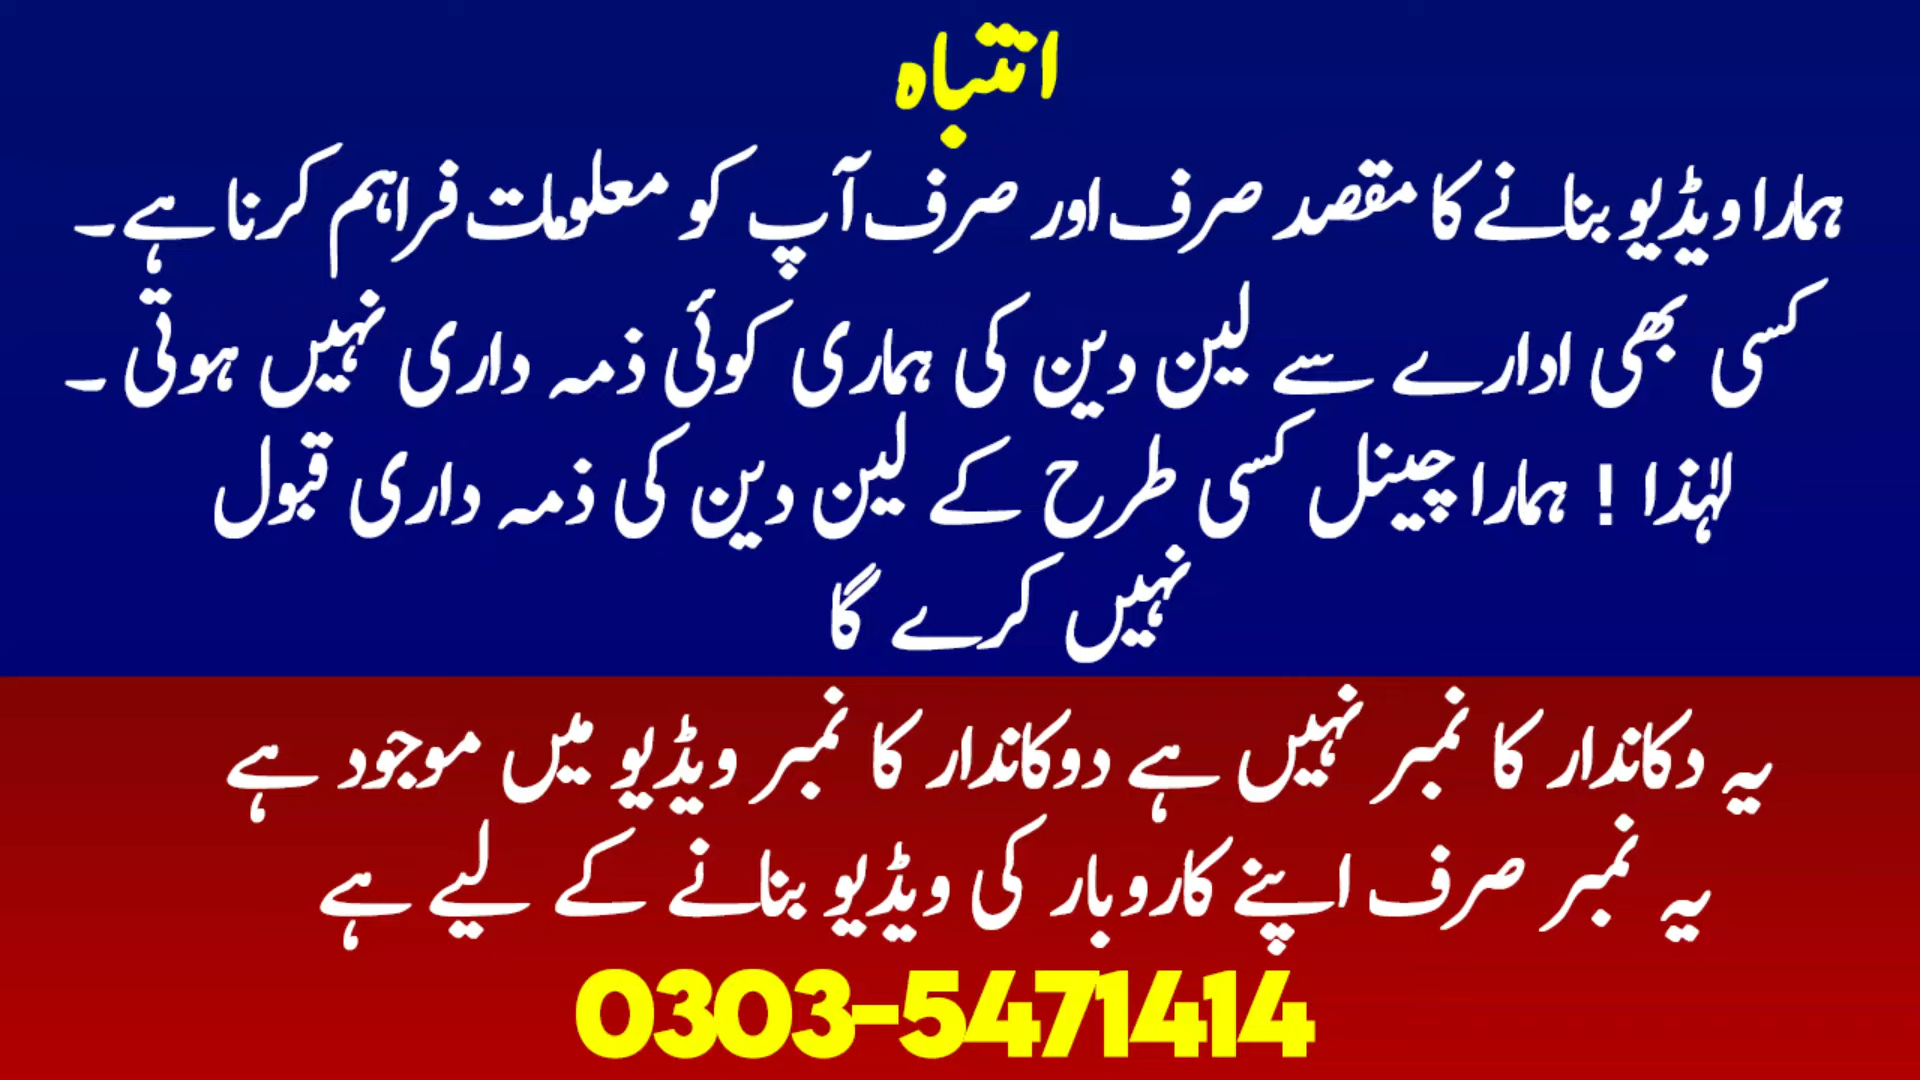 انتباہ
ہمارا ویڈیو بنانے کا مقصد صرف اور صرف آپ کو معلومات فراہم کرنا ہے۔
کسی بھی ادارے سے لین دین کی ہماری کوئی ذمہ داری نہیں ہوتی ۔
لہٰذا ! ہمارا چینل کسی طرح کے لین دین کی ذمہ داری قبول
نہیں کرے گا
یہ دکاندار کا نمبر نہیں ہے دوکاندار کا نمبر ویڈیو میں موجود ہے
یہ نمبر صرف اپنے کاروبار کی ویڈیو بنانے کے لیے ہے
0303-5471414